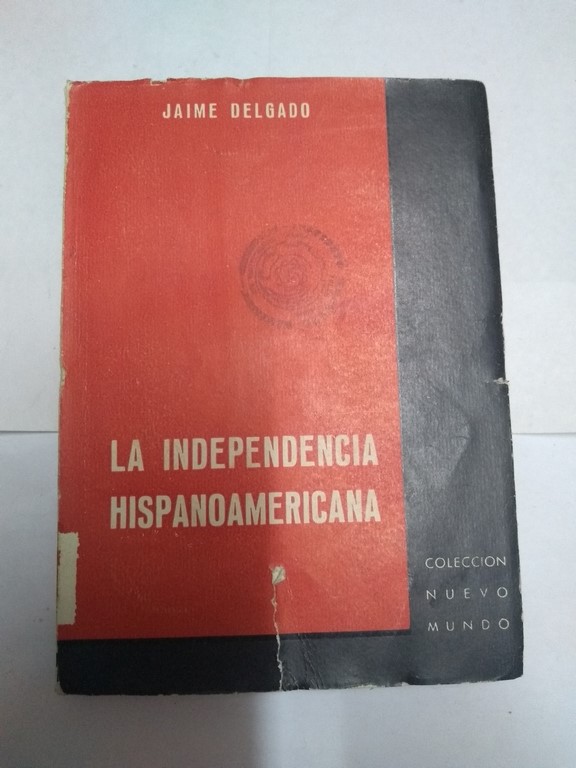 JAIME DELGADO
LA INDEPENDENCIA
HISPANOAMERICANA
COLECCION
NUEVO
MUNDO